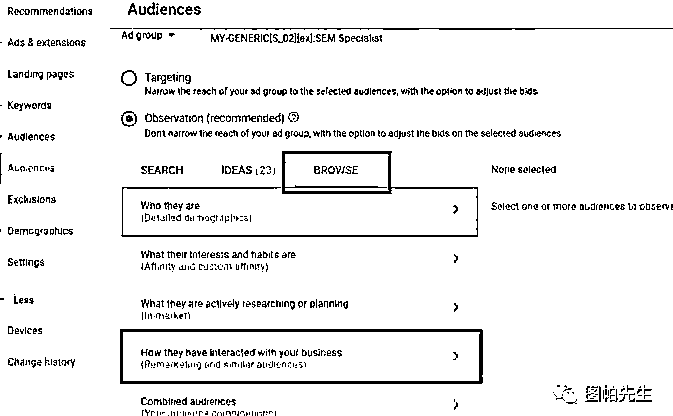 Audiences
Recommendations
Ads & extensions
Landing pages
Keywords
Audiences
Audiences
Exclusions
Demographics
Settings
Less
Devices
Change history
Ad group
MY-GENERIC[S_02][ex]:SEM Specialist
Targeting
Narrow the reach of your ad group to the selected audiences, with the option to adjust the bids
Observation (recommended)
Don't narrow the reach of your ad group, with the option to adjust the bids on the selected audiences
SEARCH IDEAS (23) BROWSE
None selected
Who they are
(Detailed demographics)
Select one or more audiences to observe
What their interests and habits are
(Affinity and custom affinity)
What they are actively researching or planning
(In-market)
How they have interacted with your business
(Remarketing and similar audiences)
Combined audiences
(Your audience combinations)
图帕先生